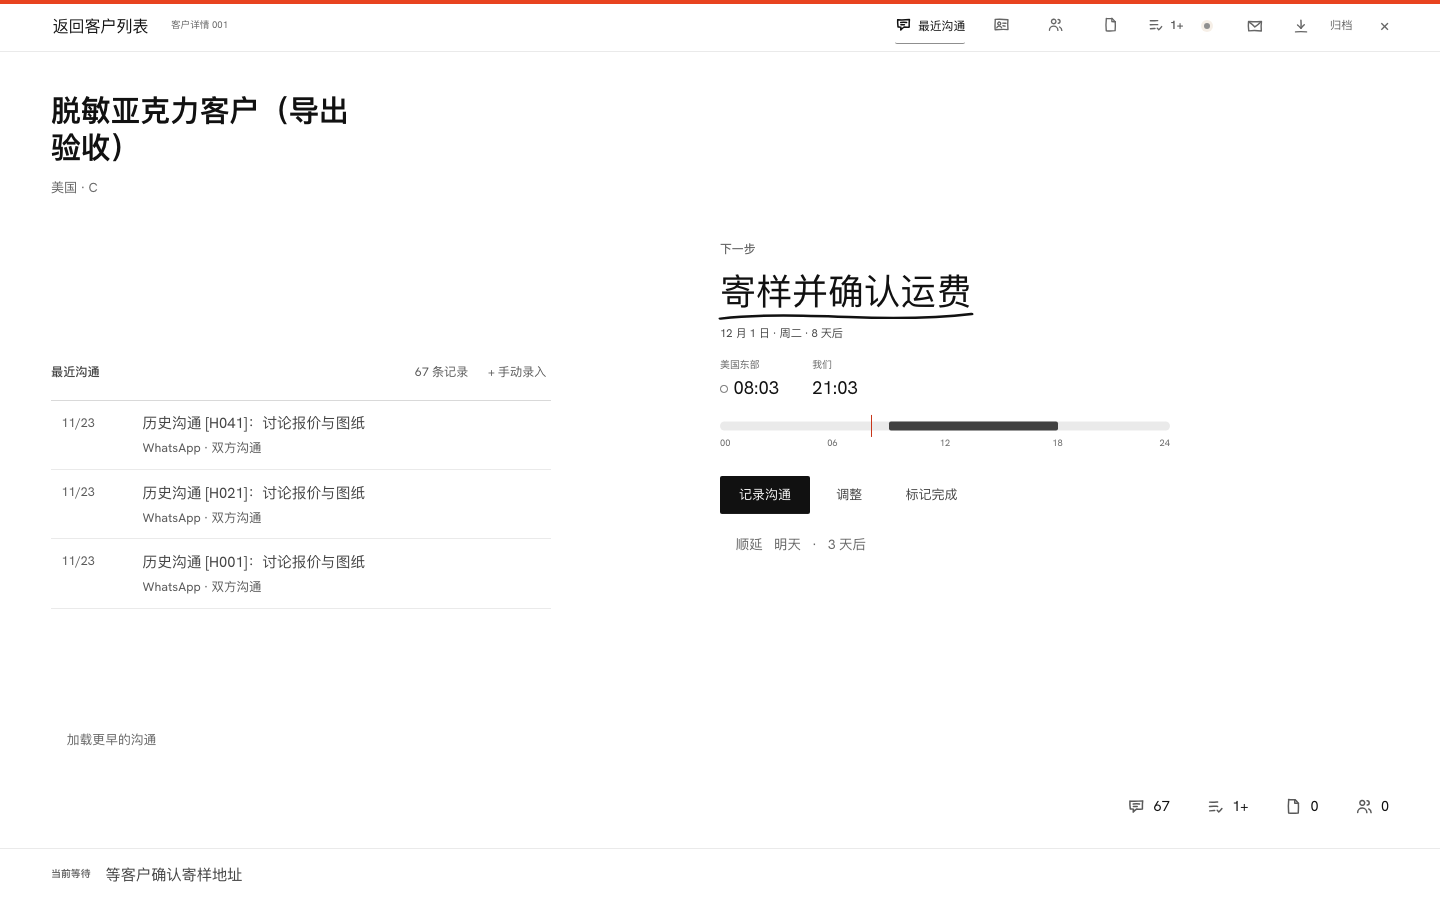 返回客户列表 客户详情 001 最近沟通 1+ 归档 ×
脱敏亚克力客户（导出
验收）
美国 · C
下一步
寄样并确认运费
12 月 1 日 · 周二 · 8 天后
美国东部 我们
08:03 21:03
00 06 12 18 24
记录沟通 调整 标记完成
顺延 明天 · 3 天后
最近沟通 67 条记录 + 手动录入
11/23 历史沟通 [H041]：讨论报价与图纸
WhatsApp · 双方沟通
11/23 历史沟通 [H021]：讨论报价与图纸
WhatsApp · 双方沟通
11/23 历史沟通 [H001]：讨论报价与图纸
WhatsApp · 双方沟通
加载更早的沟通
67 1+ 0 0
当前等待 等客户确认寄样地址